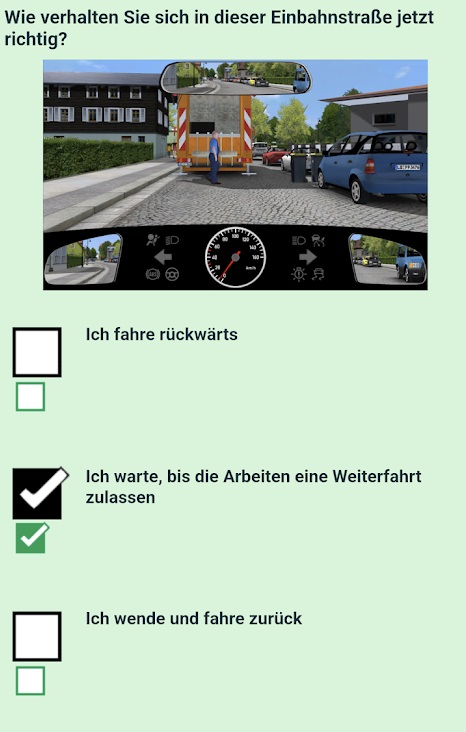 Wie verhalten Sie sich in dieser Einbahnstraße jetzt
richtig?
Ich fahre rückwärts
Ich warte, bis die Arbeiten eine Weiterfahrt
zulassen
Ich wende und fahre zurück